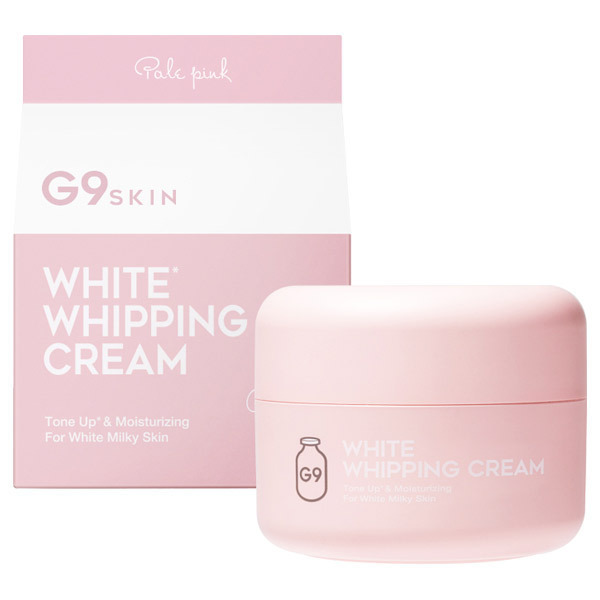 Pale pink
G9SKIN
WHITE*
WHIPPING
CREAM
Tone Up* & Moisturizing
For White Milky Skin
G9
WHITE
WHIPPING CREAM
Tone Up* & Moisturizing
For White Milky Skin